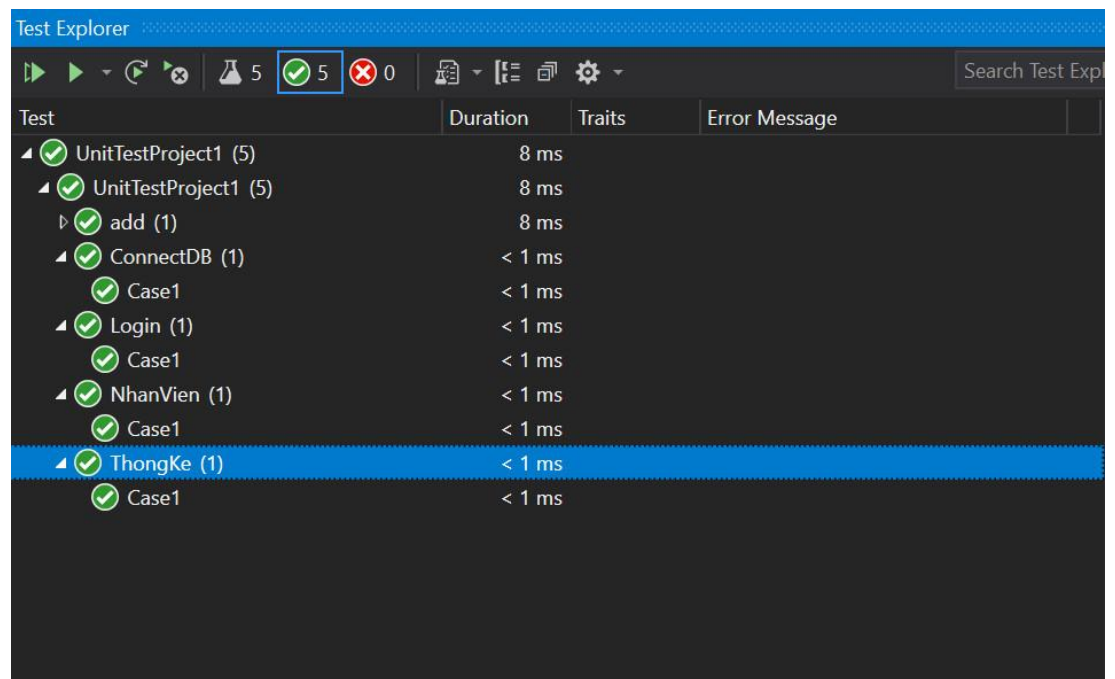 Test Explorer
5 5 0 Search Test Expl
Test Duration Traits Error Message
UnitTestProject1 (5) 8 ms
UnitTestProject1 (5) 8 ms
add (1) 8 ms
ConnectDB (1) < 1 ms
Case1 < 1 ms
Login (1) < 1 ms
Case1 < 1 ms
NhanVien (1) < 1 ms
Case1 < 1 ms
ThongKe (1) < 1 ms
Case1 < 1 ms